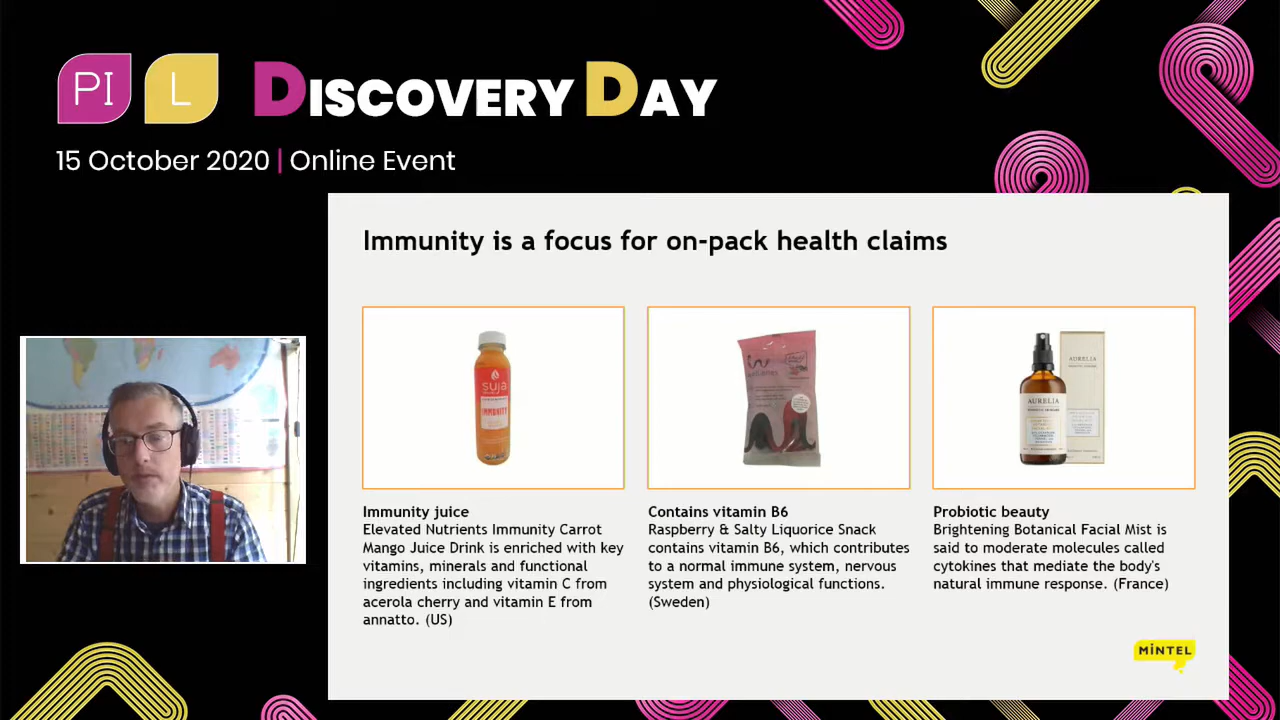 PI L DISCOVERY DAY
15 October 2020 | Online Event
Immunity is a focus for on-pack health claims
suja
IMMUNITY
AURELIA
AURELIA
Immunity juice
Elevated Nutrients Immunity Carrot
Mango Juice Drink is enriched with key
vitamins, minerals and functional
ingredients including vitamin C from
acerola cherry and vitamin E from
annatto. (US)
Contains vitamin B6
Raspberry & Salty Liquorice Snack
contains vitamin B6, which contributes
to a normal immune system, nervous
system and physiological functions.
(Sweden)
Probiotic beauty
Brightening Botanical Facial Mist is
said to moderate molecules called
cytokines that mediate the body's
natural immune response. (France)
MINTEL